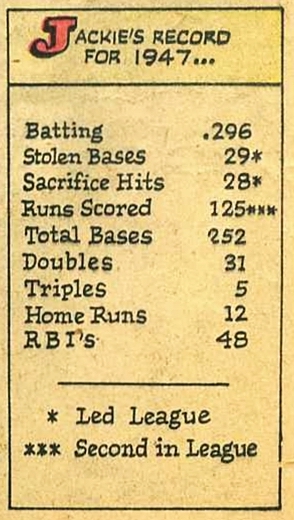 JACKIE'S RECORD
FOR 1947...
Batting .296
Stolen Bases 29*
Sacrifice Hits 28*
Runs Scored 125***
Total Bases 252
Doubles 31
Triples 5
Home Runs 12
RBI's 48
* Led League
*** Second in League